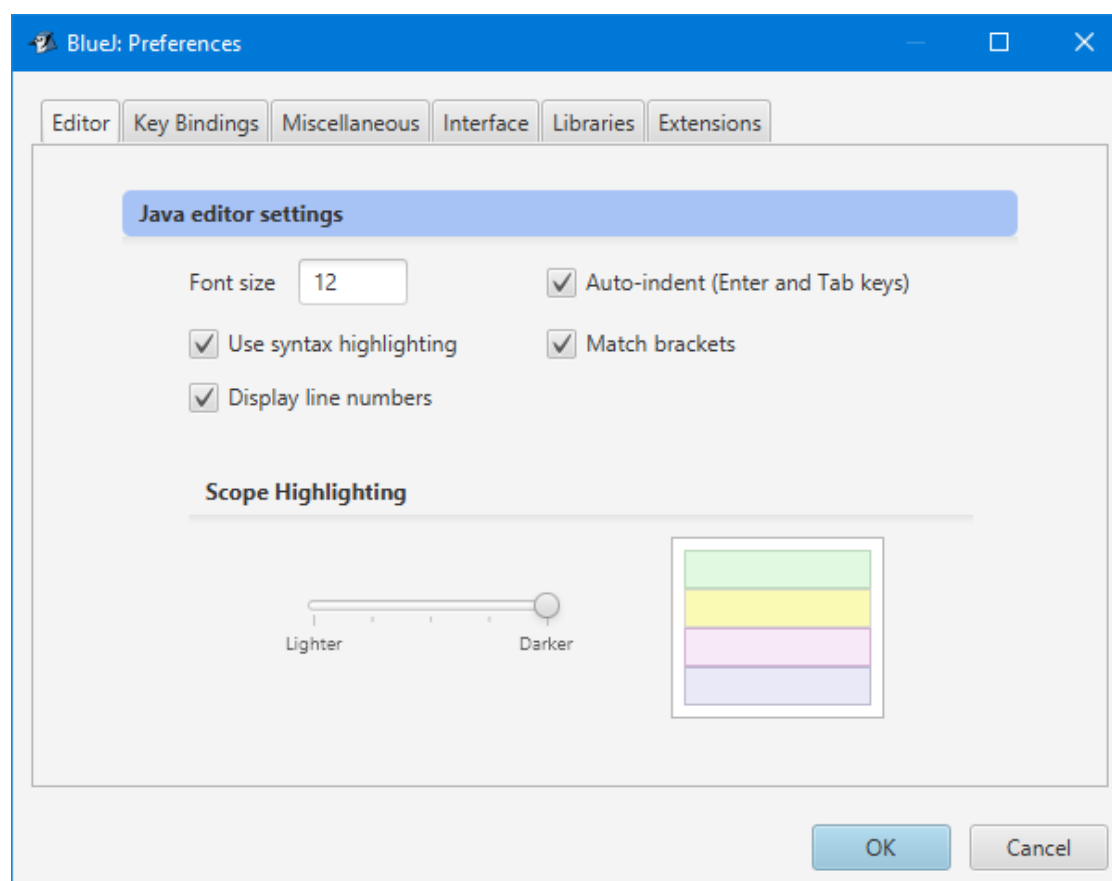 BlueJ: Preferences
Editor Key Bindings Miscellaneous Interface Libraries Extensions
Java editor settings
Font size 12 Auto-indent (Enter and Tab keys)
Use syntax highlighting Match brackets
Display line numbers
Scope Highlighting
Lighter Darker
OK Cancel